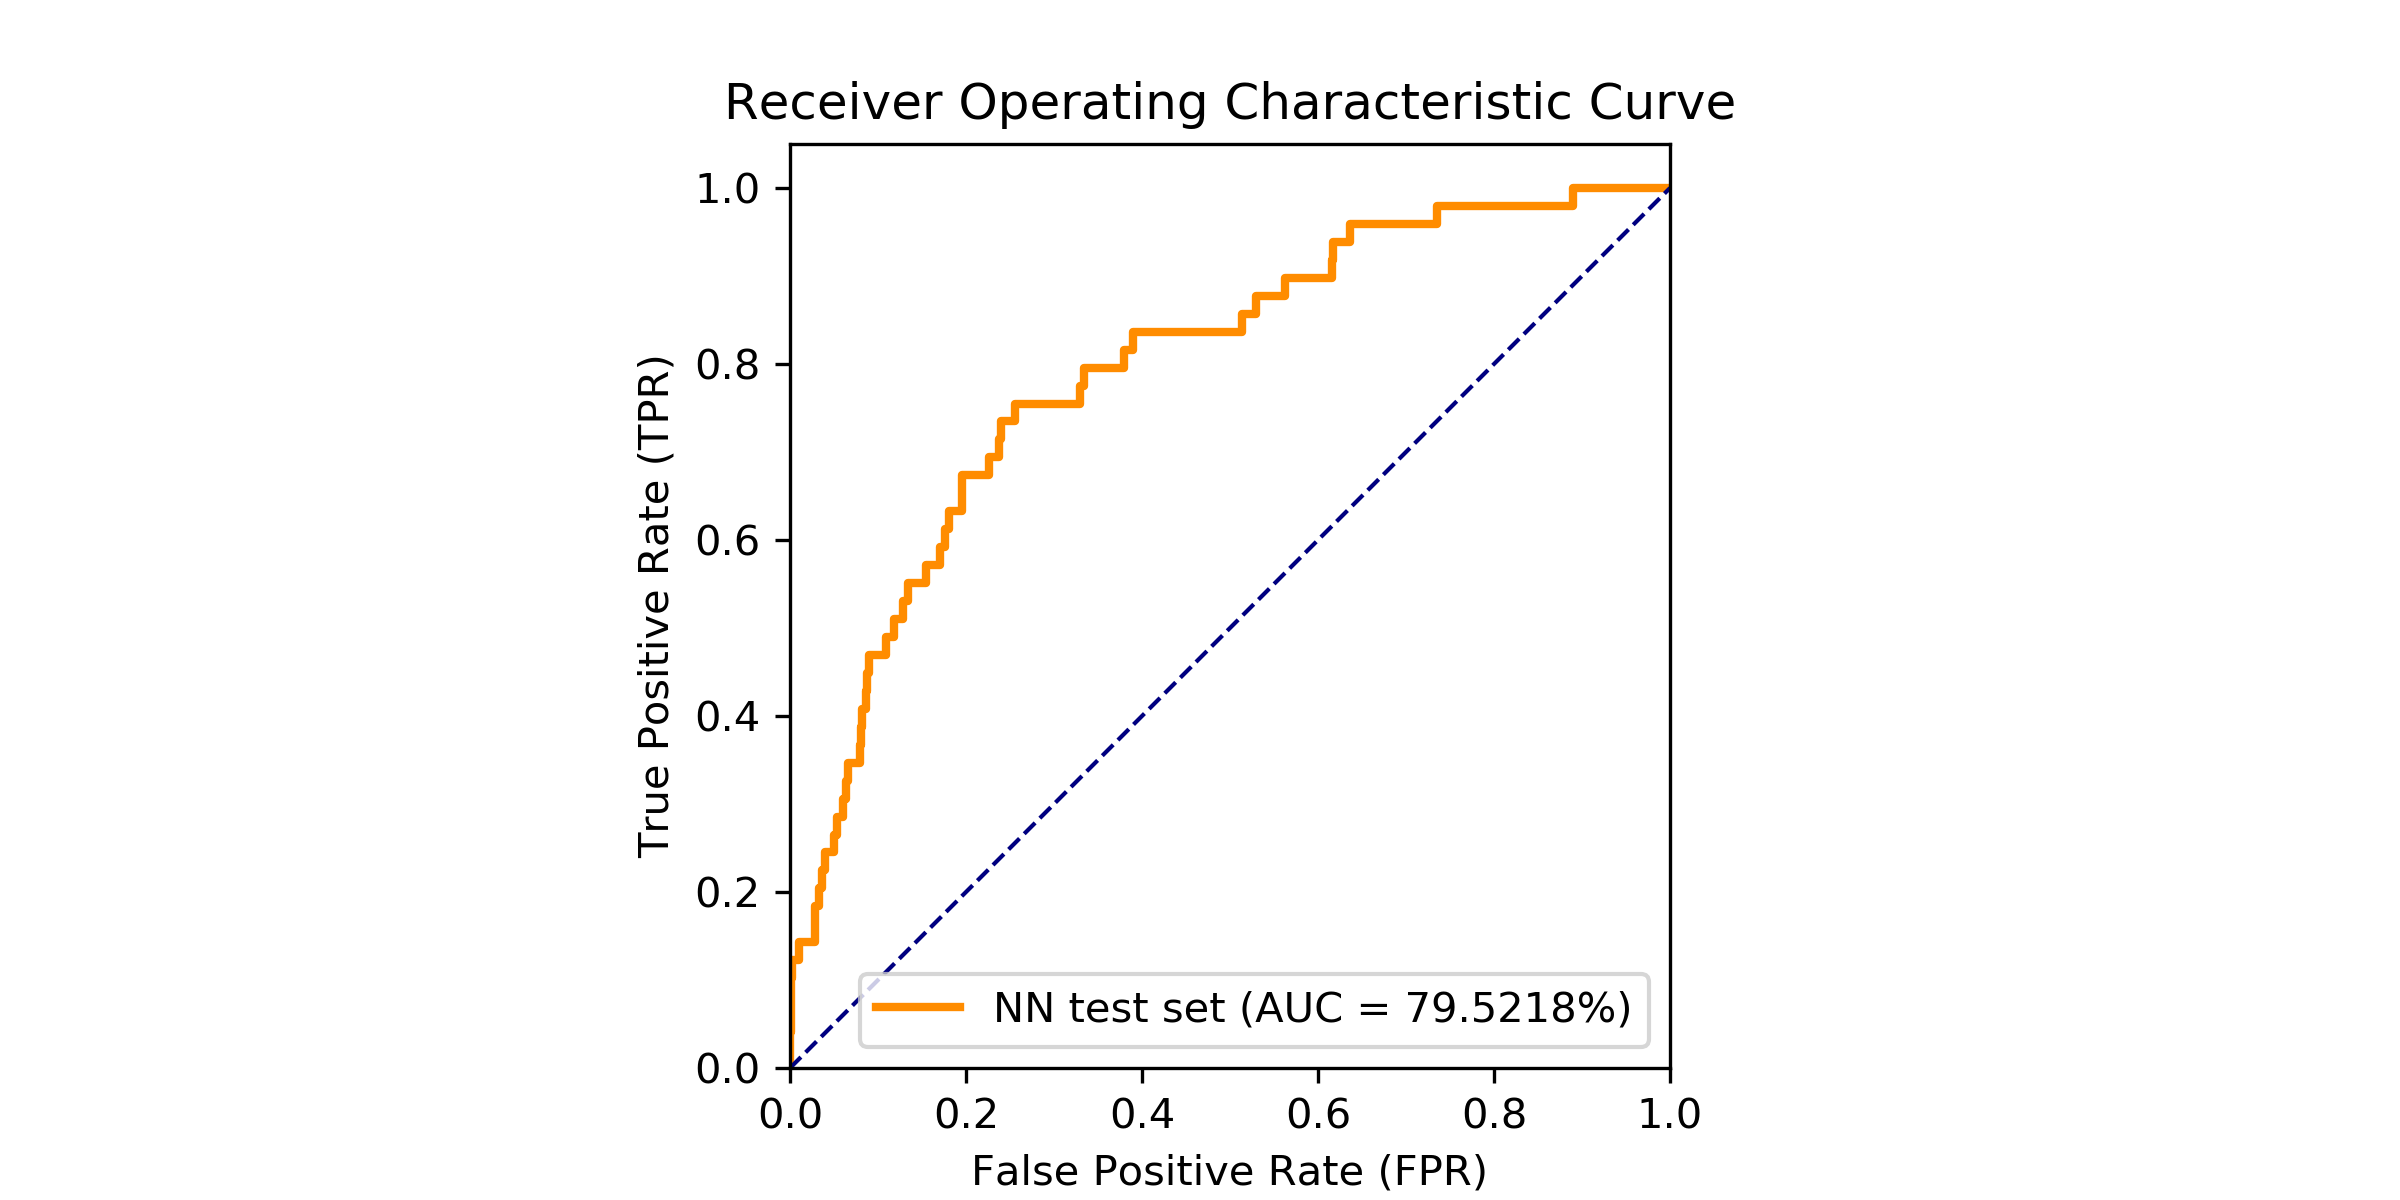 Receiver Operating Characteristic Curve
1.0
0.8
0.6
0.4
0.2
0.0
True Positive Rate (TPR)
NN test set (AUC = 79.5218%)
0.0 0.2 0.4 0.6 0.8 1.0
False Positive Rate (FPR)